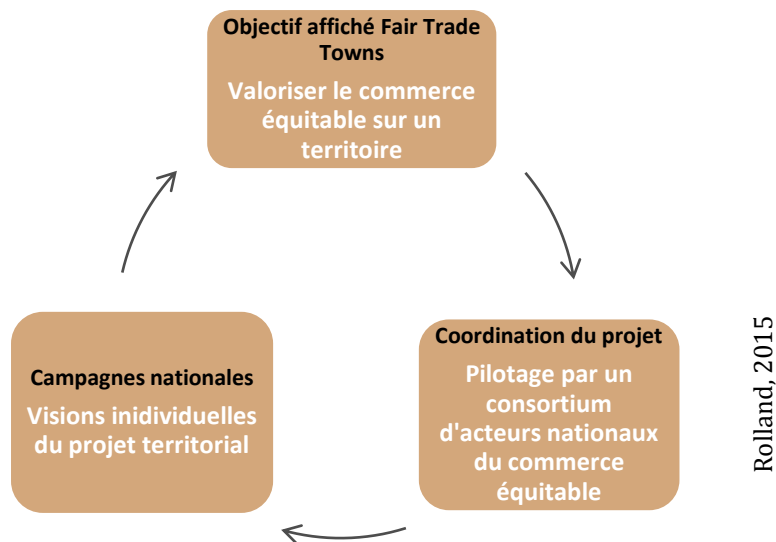 Objectif affiché Fair Trade
Towns
Valoriser le commerce
équitable sur un
territoire
Coordination du projet
Pilotage par un
consortium
d'acteurs nationaux
du commerce
équitable
Campagnes nationales
Visions inidividuelles
du projet territorial
Rolland, 2015